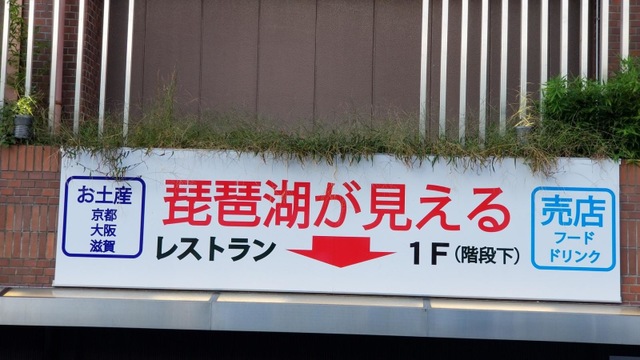 お土産
京都
大阪
滋賀
琵琶湖が見える
レストラン
1F(階段下)
売店
フード
ドリンク